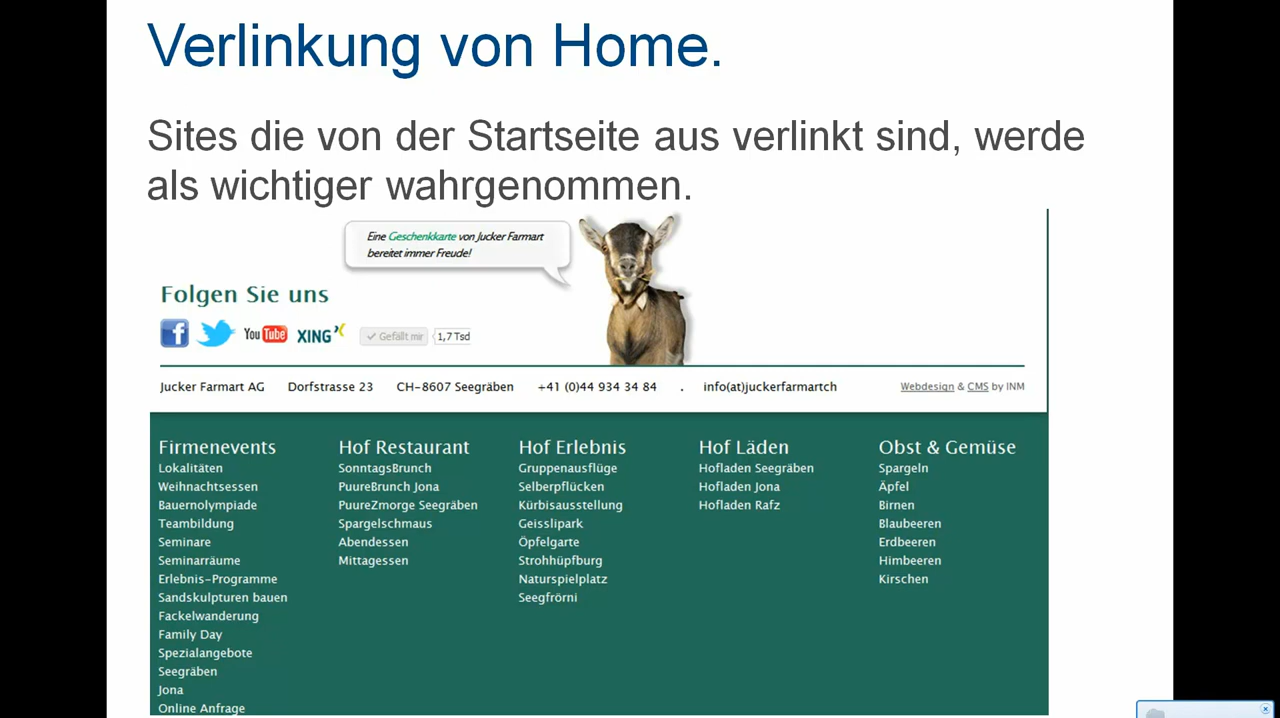 Verlinkung von Home.
Sites die von der Startseite aus verlinkt sind, werde
als wichtiger wahrgenommen.
Eine Geschenkkarte von Jucker Farmart
bereitet immer Freude!
Folgen Sie uns
f You Tube XING Gefällt mir 1,7 Tsd
Jucker Farmart AG Dorfstrasse 23 CH-8607 Seegräben +41 (0)44 934 34 84 . info(at)juckerfarmartch Webdesign & CMS by INM
Firmenevents
Lokalitäten
Weihnachtsessen
Bauernolympiade
Teambildung
Seminare
Seminarräume
Erlebnis-Programme
Sandskulpturen bauen
Fackelwanderung
Family Day
Spezialangebote
Seegräben
Jona
Online Anfrage
Hof Restaurant
SonntagsBrunch
PuureBrunch Jona
PuureZmorge Seegräben
Spargelschmaus
Abendessen
Mittagessen
Hof Erlebnis
Gruppenausflüge
Selberpflücken
Kürbisausstellung
Geisslipark
Öpfelgarte
Strohhüpfburg
Naturspielplatz
Seegfrörni
Hof Läden
Hofladen Seegräben
Hofladen Jona
Hofladen Rafz
Obst & Gemüse
Spargeln
Äpfel
Birnen
Blaubeeren
Erdbeeren
Himbeeren
Kirschen